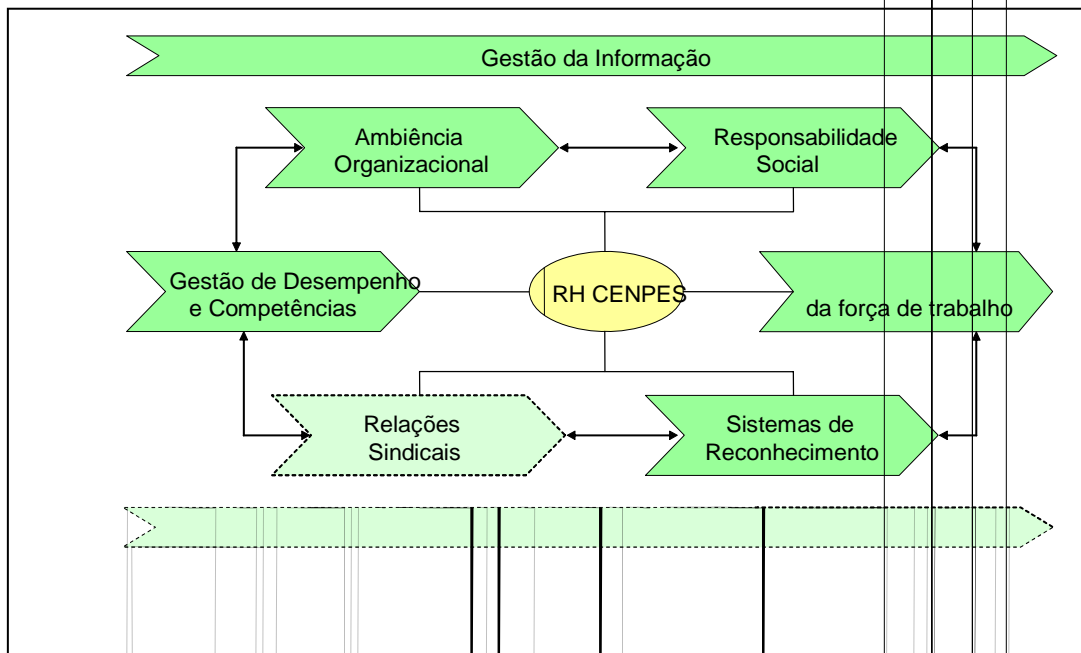 Gestão da Informação
Ambiência
Organizacional
Responsabilidade
Social
Gestão de Desempenho
e Competências
RH CENPES
da força de trabalho
Relações
Sindicais
Sistemas de
Reconhecimento